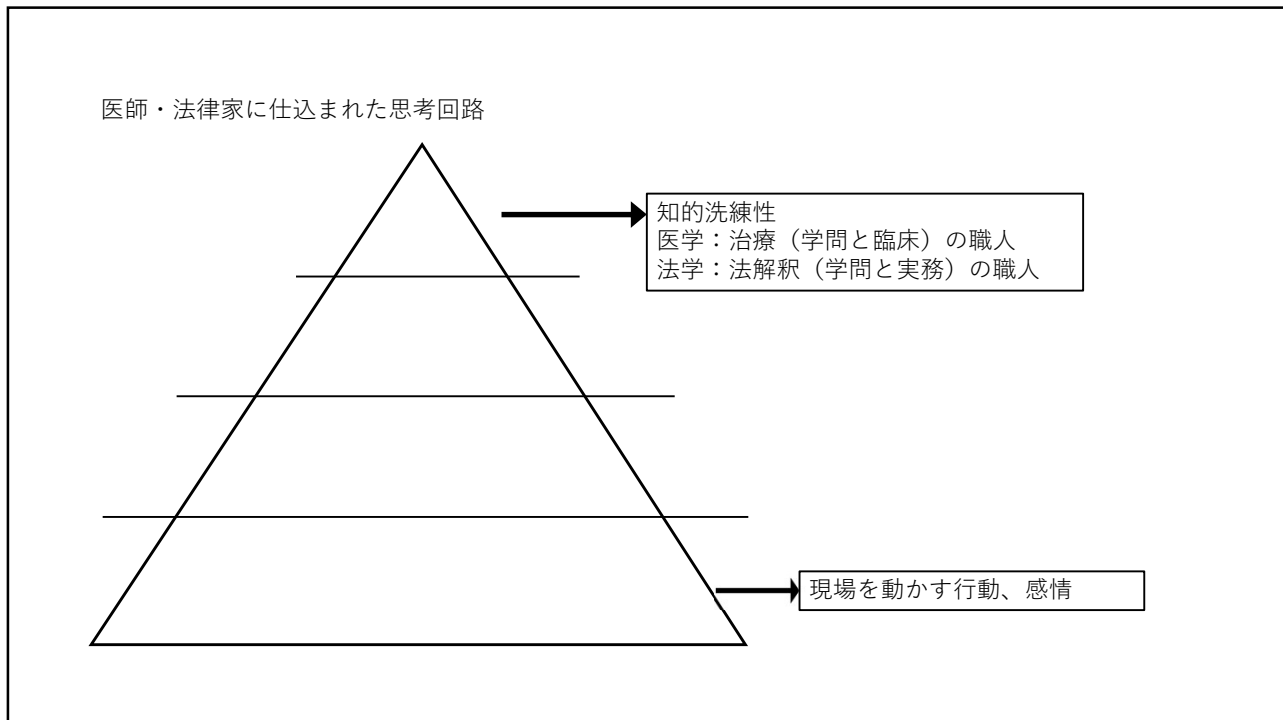 医師・法律家に仕込まれた思考回路
知的洗練性
医学：治療（学問と臨床）の職人
法学：法解釈（学問と実務）の職人
現場を動かす行動、感情